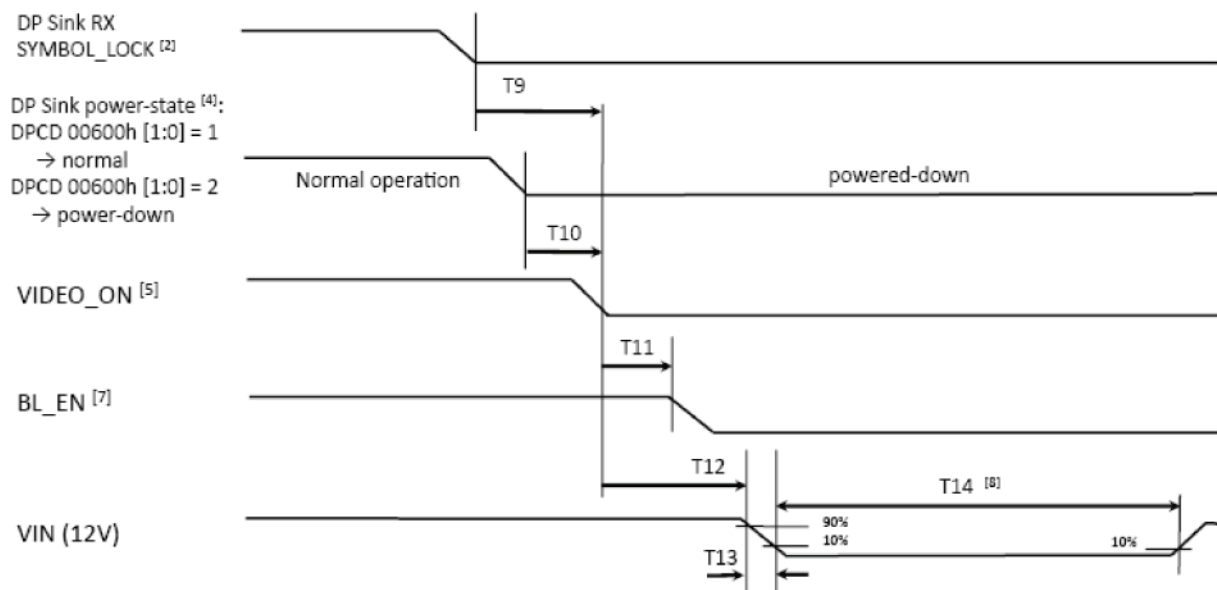 DP Sink RX
SYMBOL_LOCK [2]
T9
DP Sink power-state [4]:
DPCD 00600h [1:0] = 1
→ normal
DPCD 00600h [1:0] = 2
→ power-down
Normal operation
powered-down
T10
VIDEO_ON [5]
T11
BL_EN [7]
T12
T14 [8]
VIN (12V)
90%
10%
10%
T13